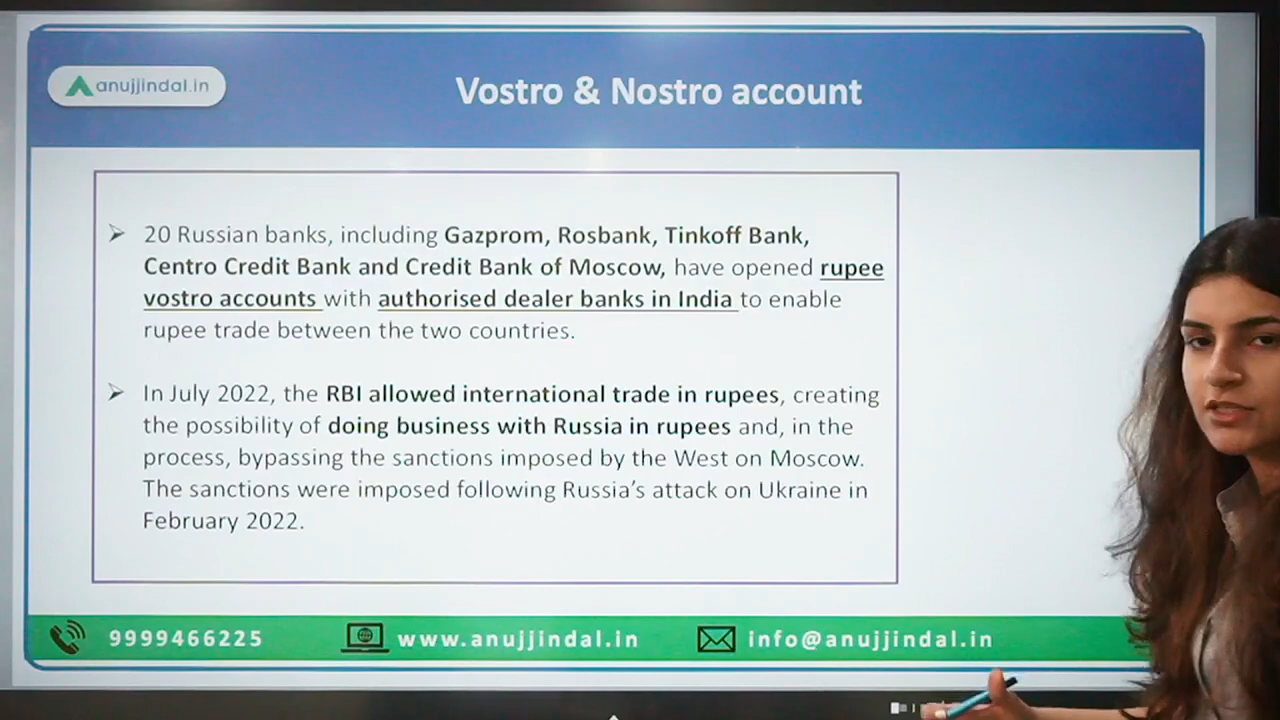 anujjindal.in
Vostro & Nostro account
20 Russian banks, including Gazprom, Rosbank, Tinkoff Bank,
Centro Credit Bank and Credit Bank of Moscow, have opened rupee
vostro accounts with authorised dealer banks in India to enable
rupee trade between the two countries.
In July 2022, the RBI allowed international trade in rupees, creating
the possibility of doing business with Russia in rupees and, in the
process, bypassing the sanctions imposed by the West on Moscow.
The sanctions were imposed following Russia's attack on Ukraine in
February 2022.
9999466225 www.anujjindal.in info@anujjindal.in